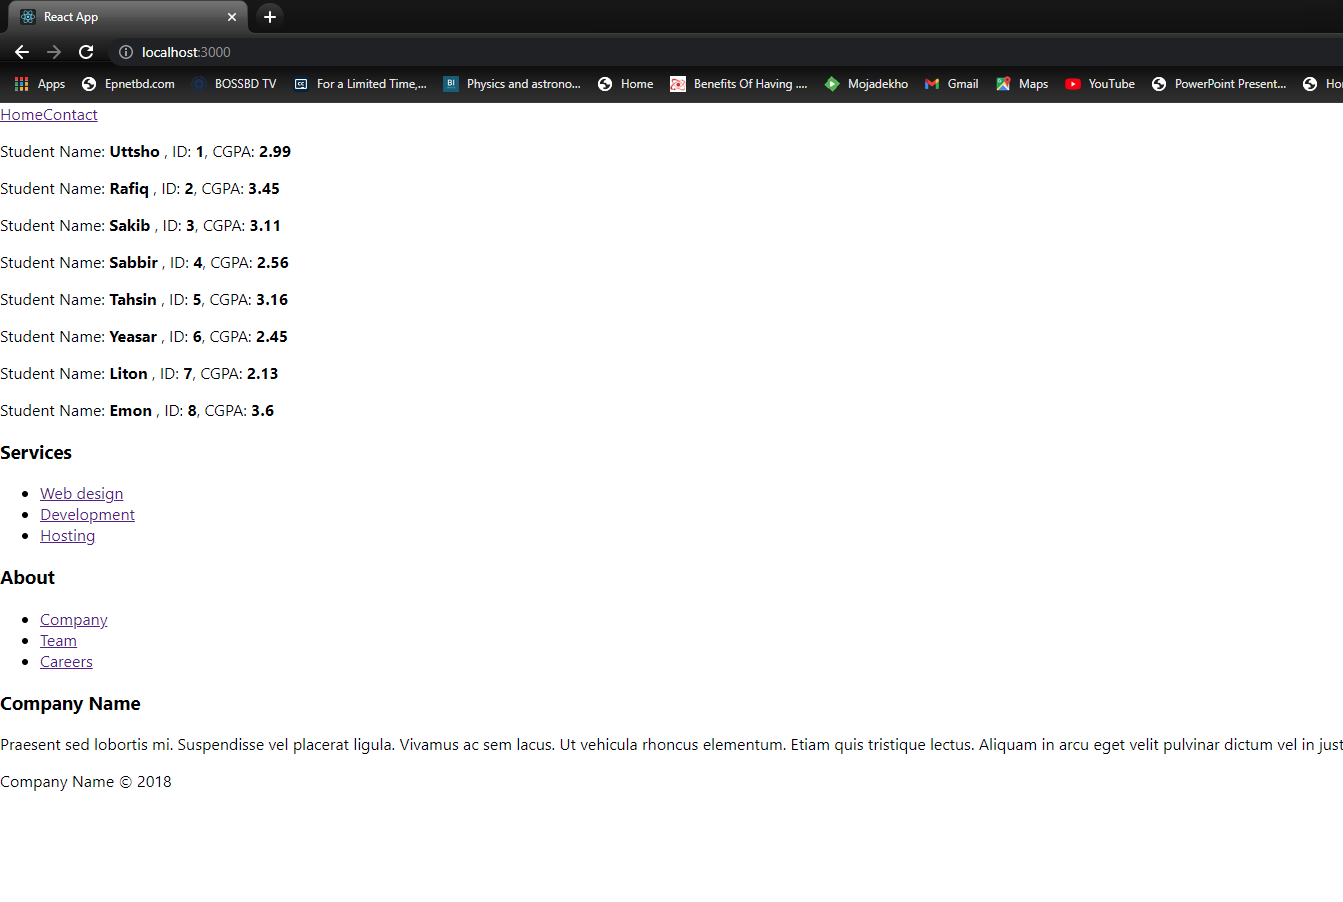 React App
localhost:3000
Apps Epnetbd.com BOSSBD TV For a Limited Time,... BI Physics and astrono... Home Benefits Of Having .... Mojadekho Gmail Maps YouTube PowerPoint Present...
HomeContact
Student Name: Uttsho , ID: 1, CGPA: 2.99
Student Name: Rafiq , ID: 2, CGPA: 3.45
Student Name: Sakib , ID: 3, CGPA: 3.11
Student Name: Sabbir , ID: 4, CGPA: 2.56
Student Name: Tahsin , ID: 5, CGPA: 3.16
Student Name: Yeasar , ID: 6, CGPA: 2.45
Student Name: Liton , ID: 7, CGPA: 2.13
Student Name: Emon , ID: 8, CGPA: 3.6
Services
Web design
Development
Hosting
About
Company
Team
Careers
Company Name
Praesent sed lobortis mi. Suspendisse vel placerat ligula. Vivamus ac sem lacus. Ut vehicula rhoncus elementum. Etiam quis tristique lectus. Aliquam in arcu eget velit pulvinar dictum vel in just
Company Name © 2018